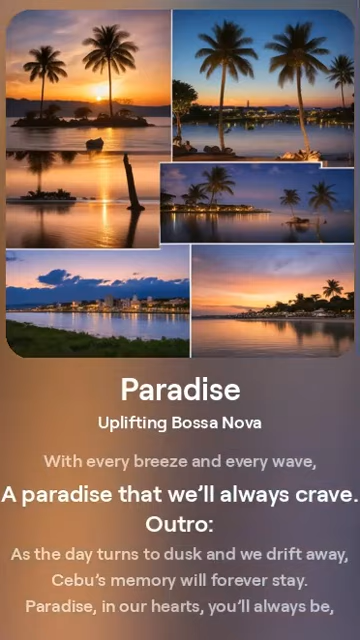 Paradise
Uplifting Bossa Nova
With every breeze and every wave,
A paradise that we'll always crave.
Outro:
As the day turns to dusk and we drift away,
Cebu's memory will forever stay.
Paradise, in our hearts, you'll always be,